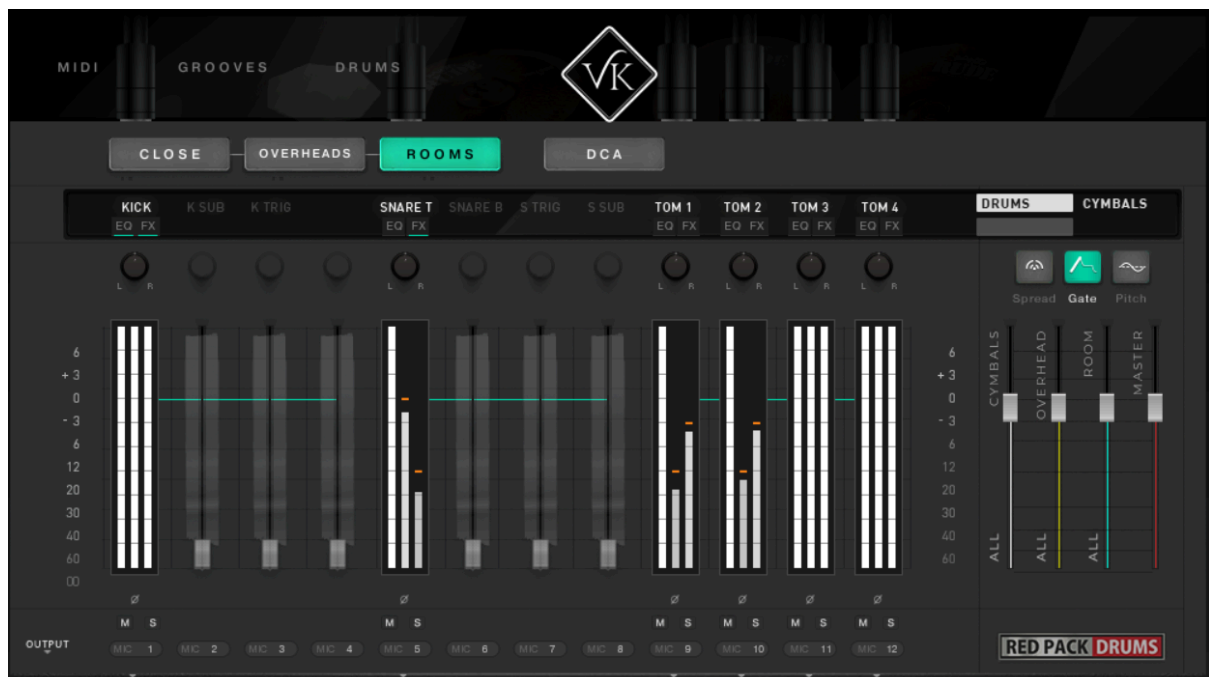 MIDI GROOVES DRUMS
VK
CLOSE OVERHEADS ROOMS DCA
KICK K SUB K TRIG SNARE T SNARE B S TRIG S SUB TOM 1 TOM 2 TOM 3 TOM 4 DRUMS CYMBALS
EQ FX EQ FX EQ FX EQ FX EQ FX EQ FX
L R L R L R L R L R L R
Spread Gate Pitch
CYMBALS OVERHEAD ROOM MASTER
6 6
+ 3 + 3
0 0
- 3 - 3
6 6
12 12
20 20
30 30
40 40
60 60
ALL ALL ALL
∞
ø ø ø ø ø ø
M S M S M S M S M S M S
OUTPUT MIC 1 MIC 2 MIC 3 MIC 4 MIC 5 MIC 6 MIC 7 MIC 8 MIC 9 MIC 10 MIC 11 MIC 12
RED PACK DRUMS